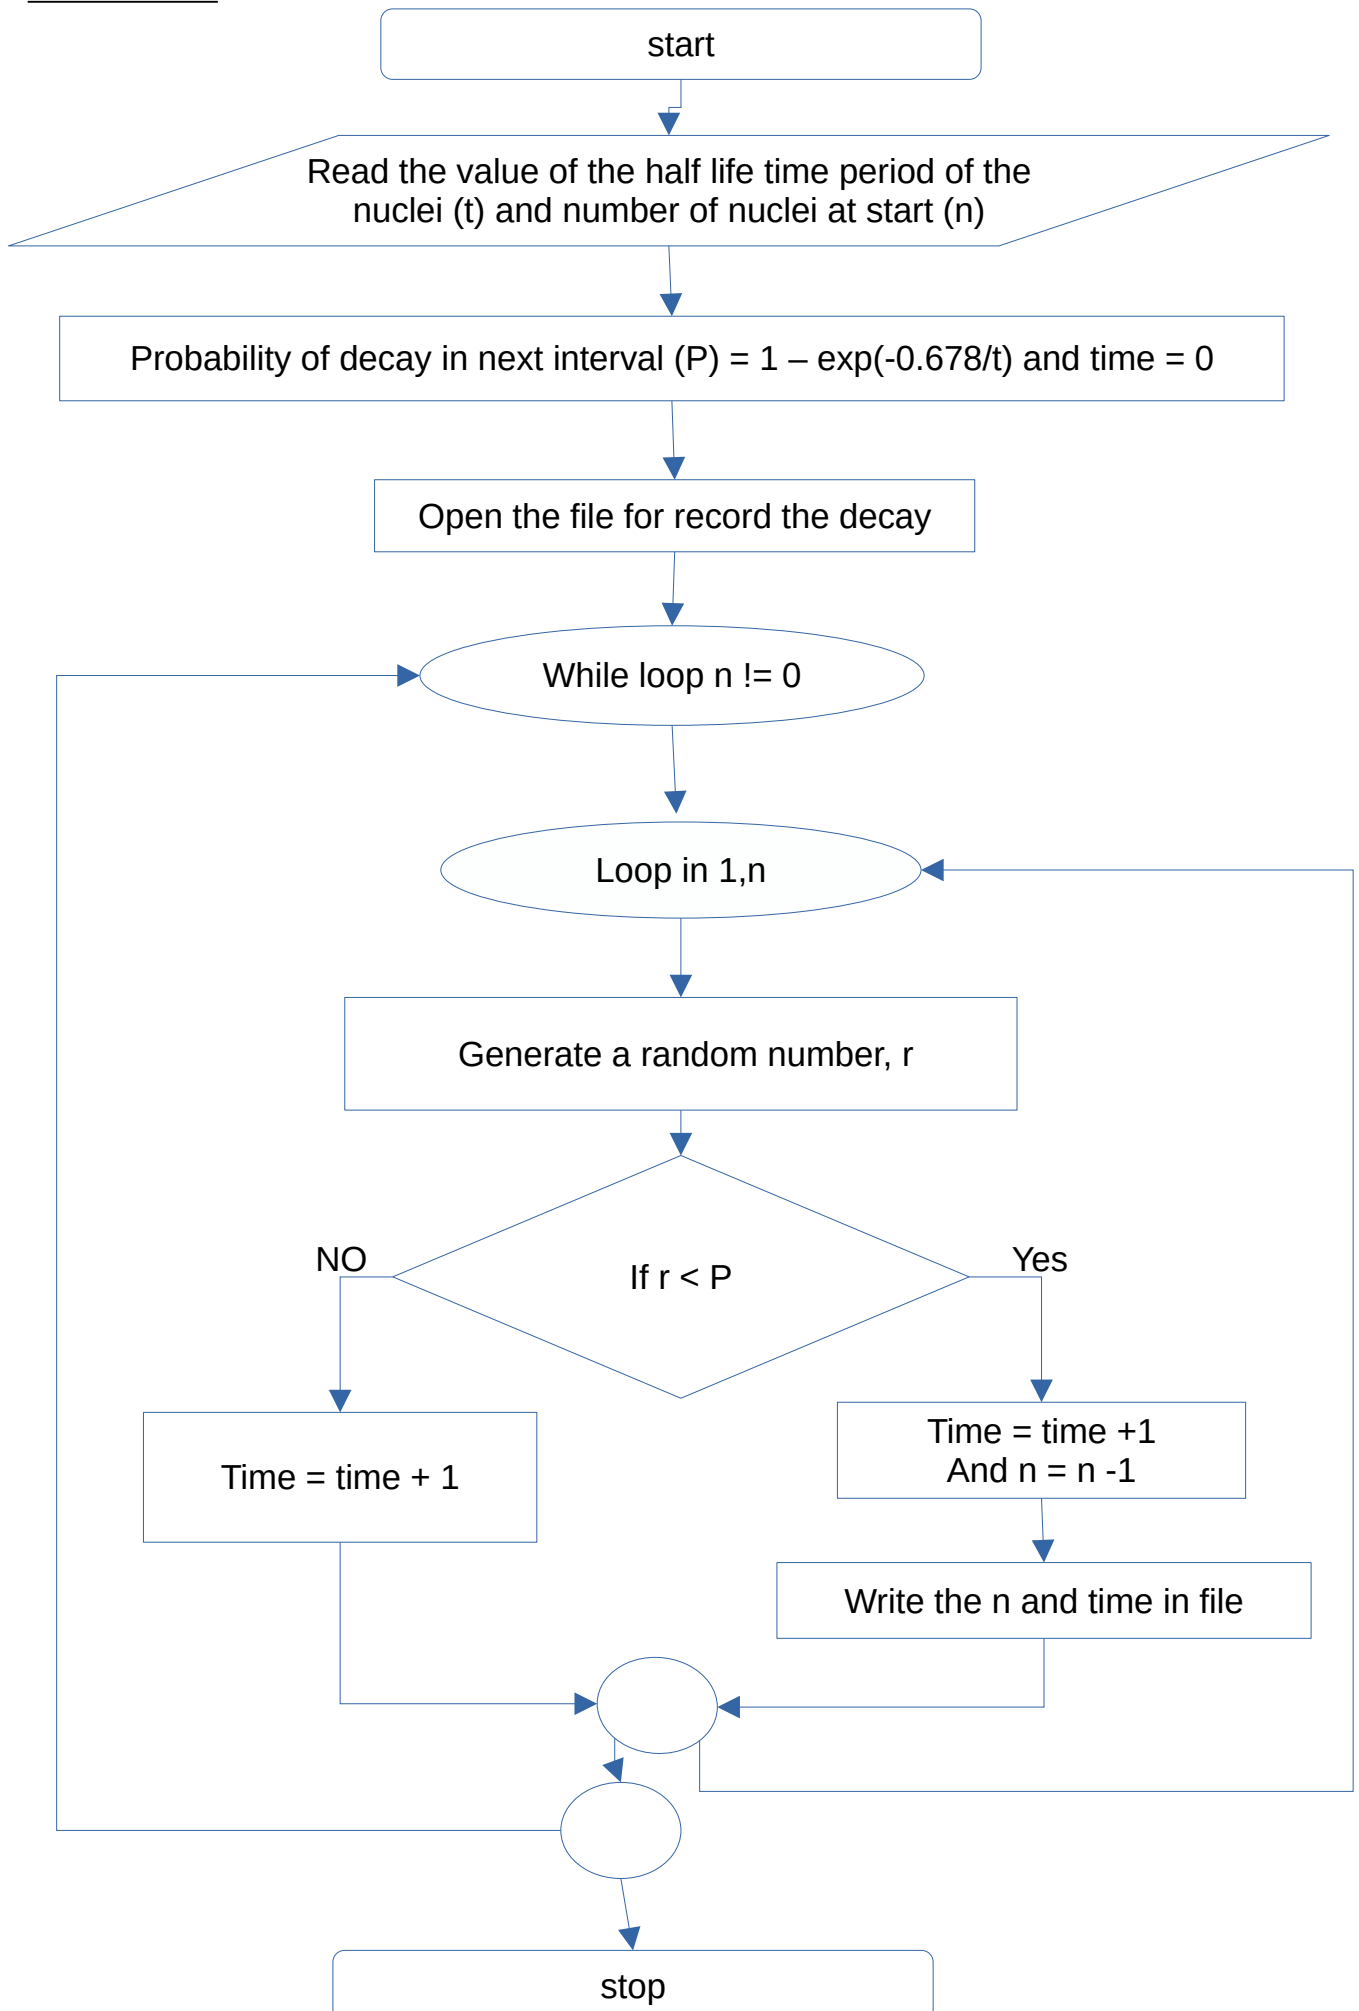 start
Read the value of the half life time period of the
nuclei (t) and number of nuclei at start (n)
Probability of decay in next interval (P) = 1 – exp(-0.678/t) and time = 0
Open the file for record the decay
While loop n != 0
Loop in 1,n
Generate a random number, r
If r < P
NO
Yes
Time = time + 1
Time = time +1
And n = n -1
Write the n and time in file
stop